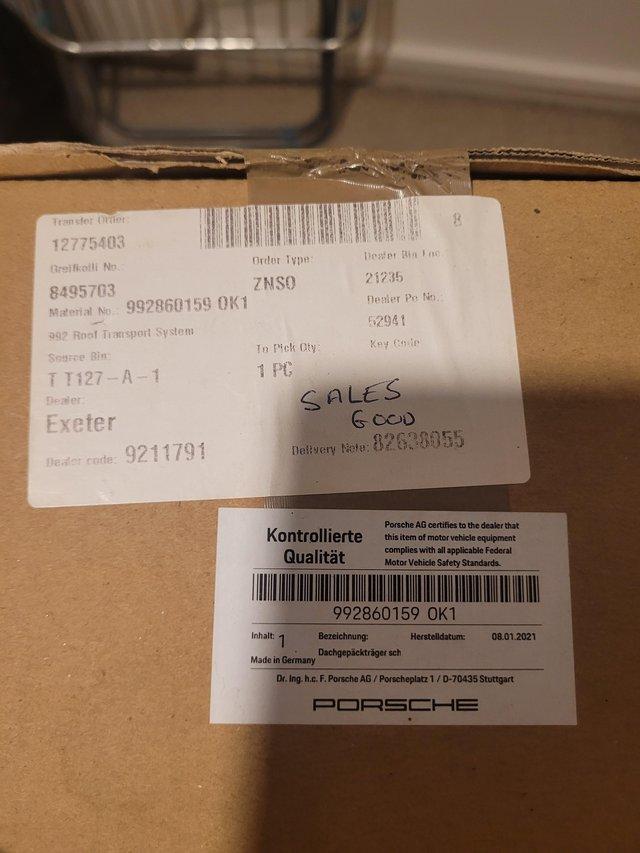 Transfer Order:
12775403
8
Greifkolli No.:
8495703
Order Type:
ZNSO
Dealer Bin Loc
21235
Material No.: 992860159 OK1
Dealer Po No.:
52941
992 Roof Transport System
Source Bin:
T T127-A-1
To Pick Qty:
1 PC
Key Code
Dealer:
Exeter
SALES
GOOD
Dealer code: 9211791
Delivery Note: 82638055
Kontrollierte
Qualität
Porsche AG certifies to the dealer that
this item of motor vehicle equipment
complies with all applicable Federal
Motor Vehicle Safety Standards.
992860159 OK1
Inhalt: 1
Bezeichnung:
Herstelldatum: 08.01.2021
Dachgepäckträger sch
Made in Germany
Dr. Ing. h.c. F. Porsche AG / Porscheplatz 1 / D-70435 Stuttgart
PORSCHE